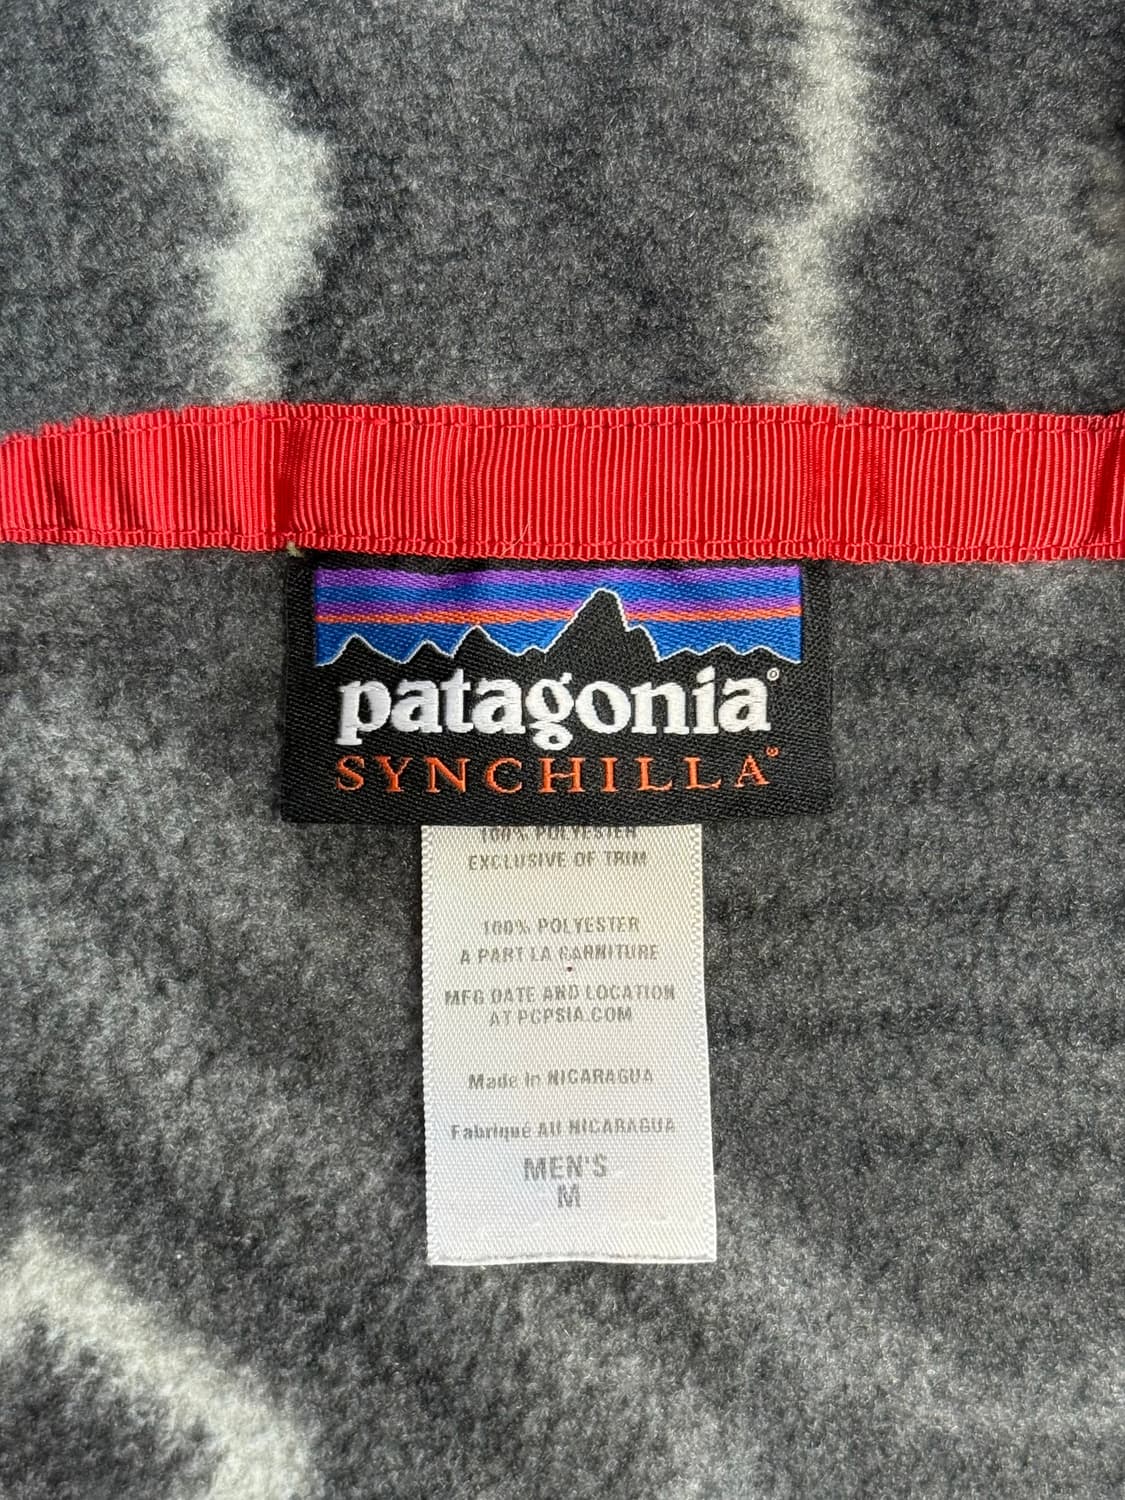 patagonia®
SYNCHILLA®
100% POLYESTER
EXCLUSIVE OF TRIM
100% POLYESTER
A PART LA GARNITURE
MFG DATE AND LOCATION
AT PCPSIA.COM
Made in NICARAGUA
Fabriqué AU NICARAGUA
MEN'S
M